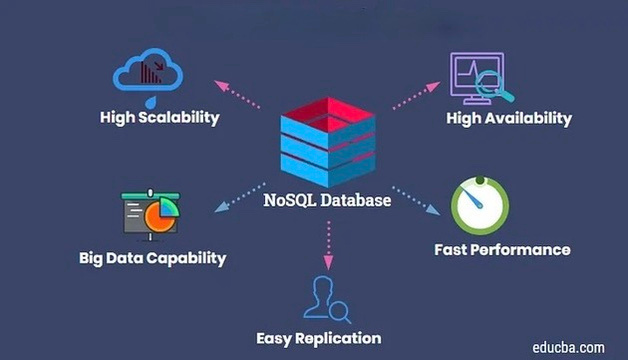 High Scalability
High Availability
NoSQL Database
Big Data Capability
Fast Performance
Easy Replication
educba.com